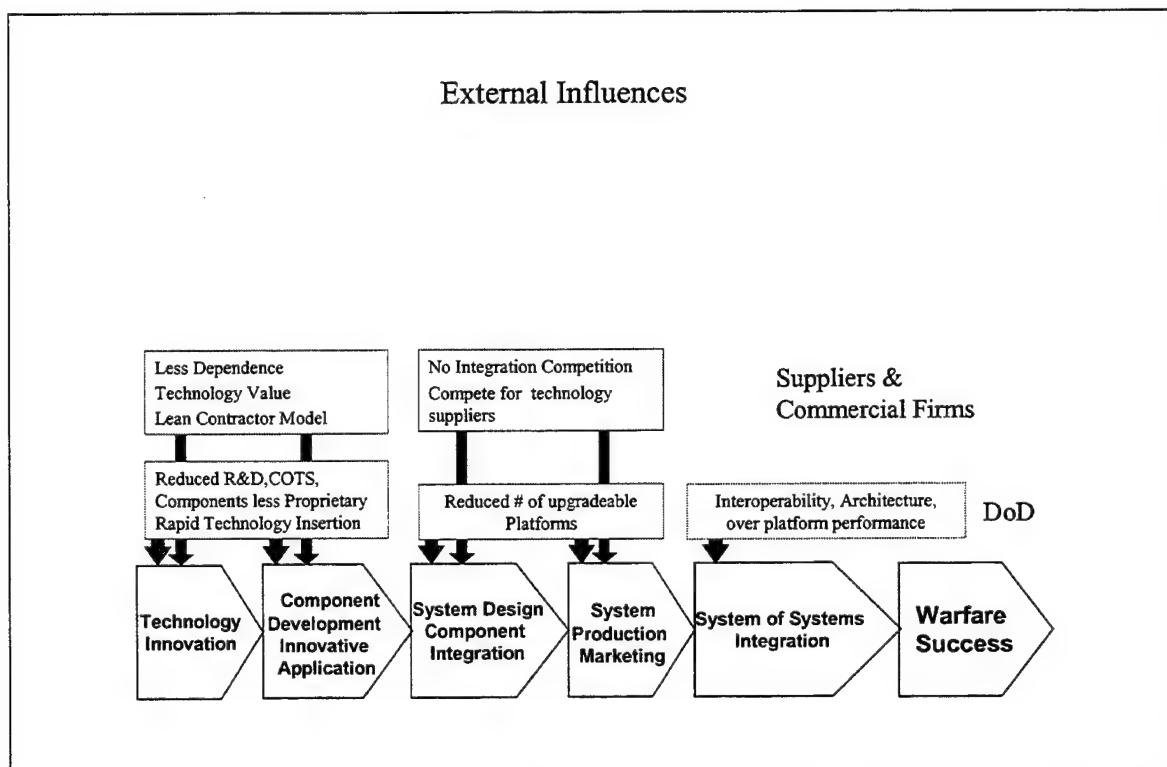 External Influences
Less Dependence
Technology Value
Lean Contractor Model
No Integration Competition
Compete for technology
suppliers
Suppliers &
Commercial Firms
Reduced R&D,COTS,
Components less Proprietary
Rapid Technology Insertion
Reduced # of upgradeable
Platforms
Interoperability, Architecture,
over platform performance
DoD
Technology
Innovation
Component
Development
Innovative
Application
System Design
Component
Integration
System
Production
Marketing
System of Systems
Integration
Warfare
Success